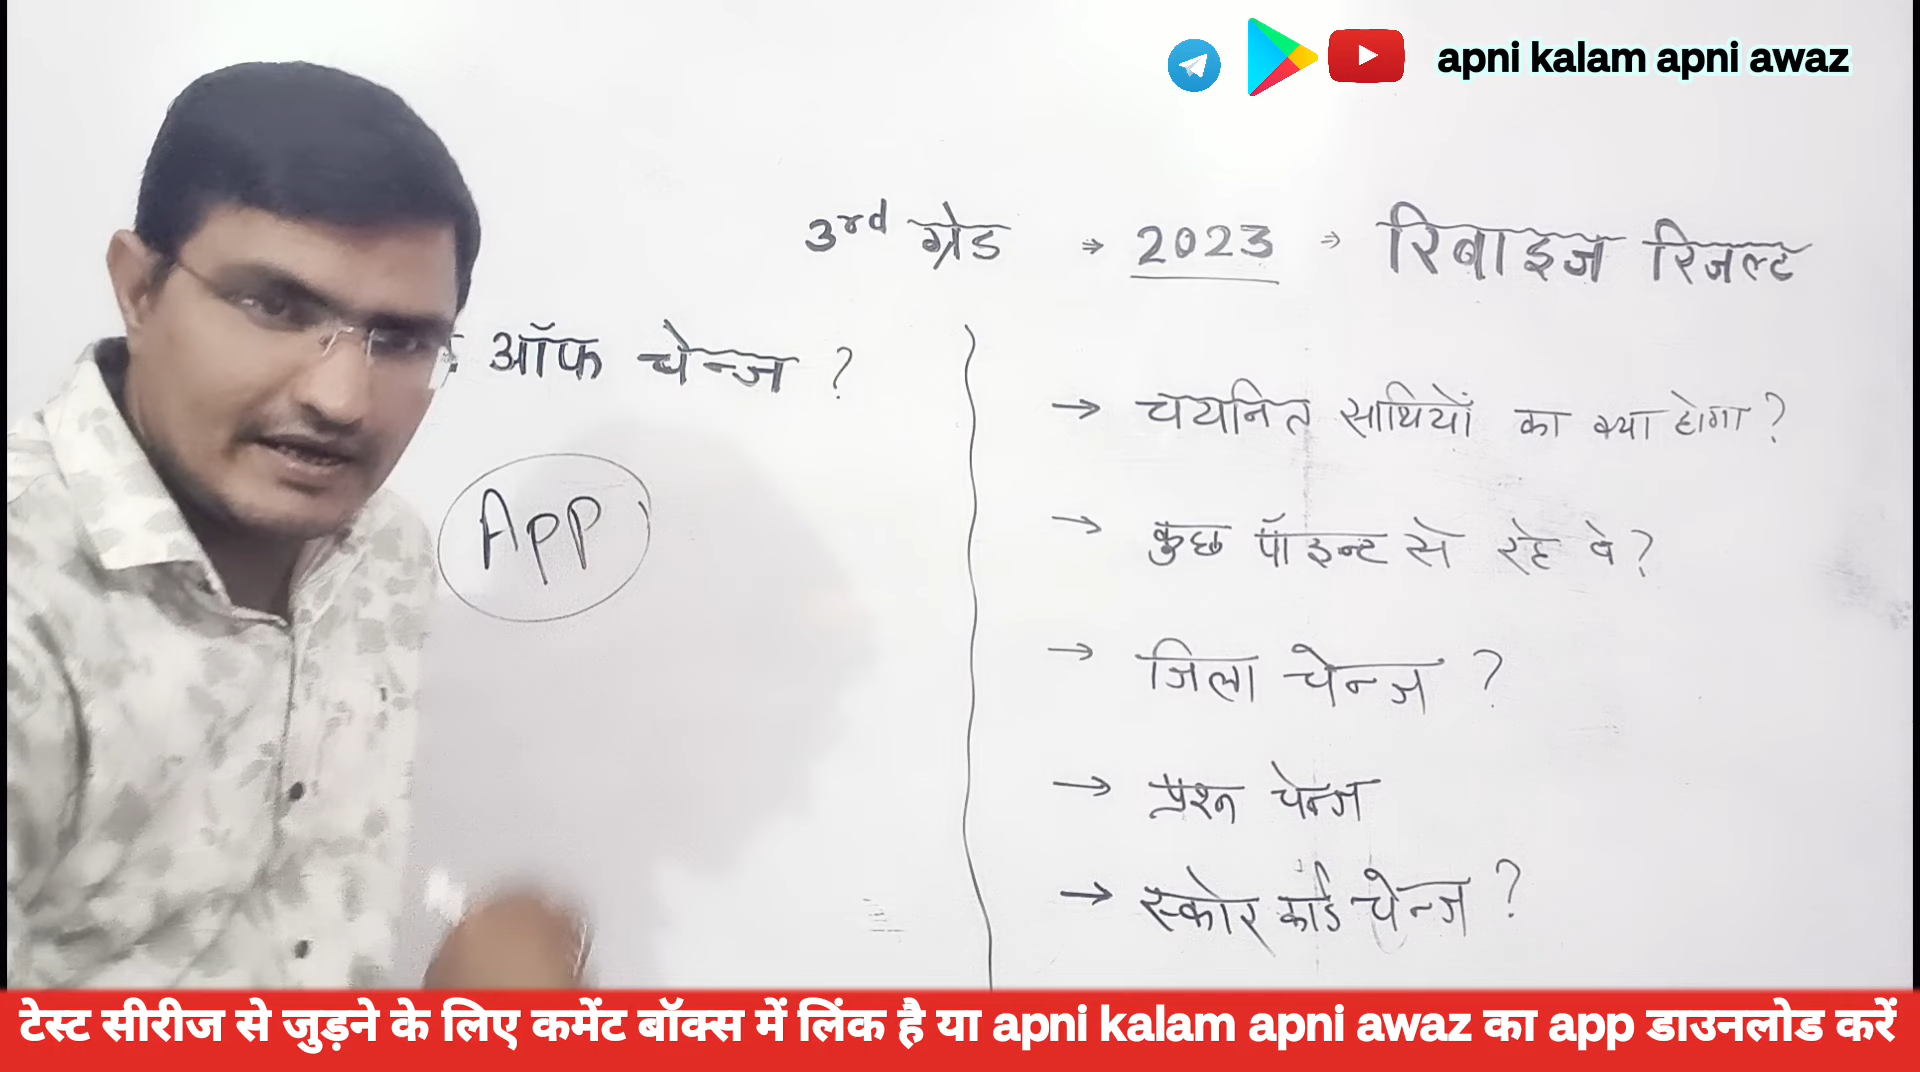 apni kalam apni awaz
3rd ग्रेड → 2023 → रिवाइज रिजल्ट
ऑफ चेन्ज ?
→ चयनित साथियों का क्या होगा ?
App
→ कुछ पॉइन्ट से रहे वे ?
→ जिला चेन्ज ?
→ प्रश्न चेन्ज
→ स्कोर कार्ड चेन्ज ?
टेस्ट सीरीज से जुड़ने के लिए कमेंट बॉक्स में लिंक है या apni kalam apni awaz का app डाउनलोड करें